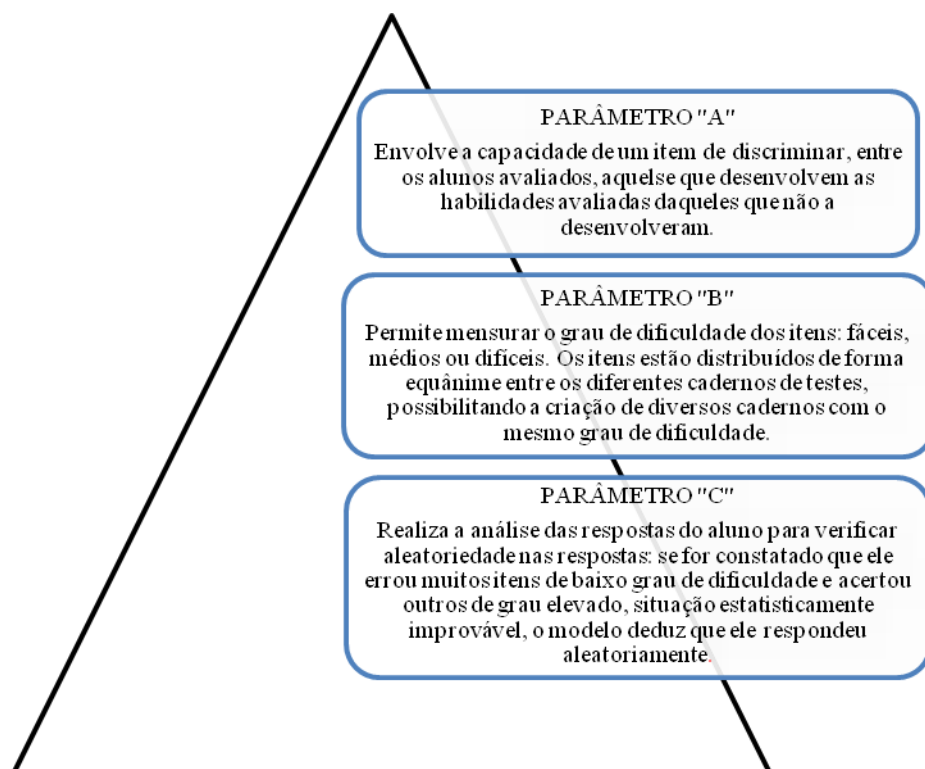 PARÂMETRO "A"
Envolve a capacidade de um item de discriminar, entre
os alunos avaliados, aquelse que desenvolvem as
habilidades avaliadas daqueles que não a
desenvolveram.
PARÂMETRO "B"
Permite mensurar o grau de dificuldade dos itens: fáceis,
médios ou difíceis. Os itens estão distribuídos de forma
equânime entre os diferentes cadernos de testes,
possibilitando a criação de diversos cadernos com o
mesmo grau de dificuldade.
PARÂMETRO "C"
Realiza a análise das respostas do aluno para verificar
aleatoriedade nas respostas: se for constatado que ele
errou muitos itens de baixo grau de dificuldade e acertou
outros de grau elevado, situação estatisticamente
improvável, o modelo deduz que ele respondeu
aleatoriamente.